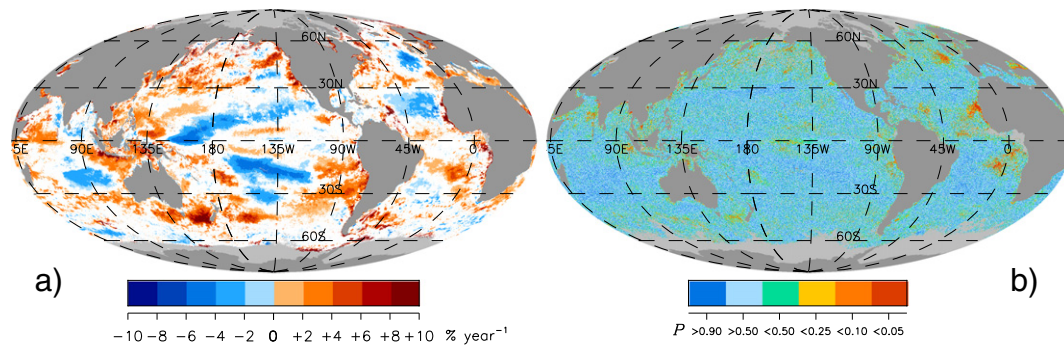 60N 60N
30N 30N
5E 90E 135E 180 135W 90W 45W 0 5E 90E 135E 180 135W 90W 45W 0
30S 30S
60S 60S
a) b)
−10 −8 −6 −4 −2 0 +2 +4 +6 +8 +10 % year⁻¹
P >0.90 >0.50 <0.50 <0.25 <0.10 <0.05